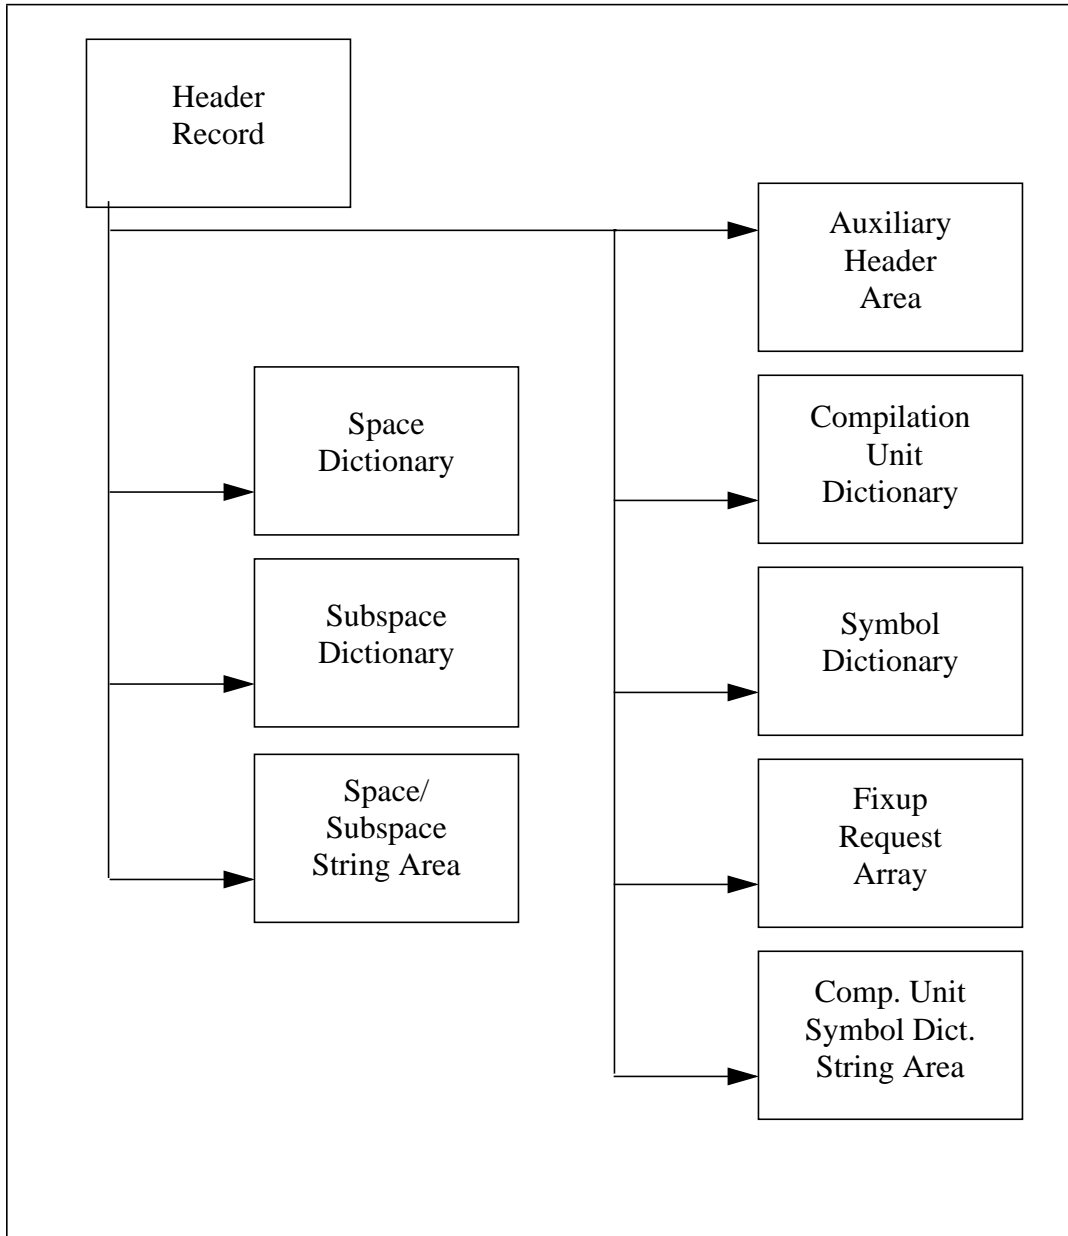 Header
Record
Auxiliary
Header
Area
Space
Dictionary
Compilation
Unit
Dictionary
Subspace
Dictionary
Symbol
Dictionary
Space/
Subspace
String Area
Fixup
Request
Array
Comp. Unit
Symbol Dict.
String Area